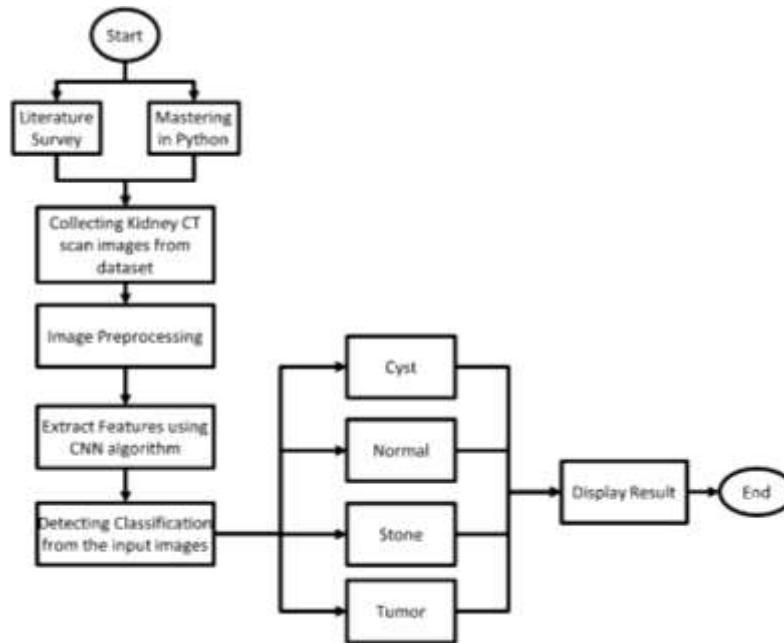 Start
Literature
Survey
Mastering
in Python
Collecting Kidney CT
scan images from
dataset
Image Preprocessing
Extract Features using
CNN algorithm
Detecting Classification
from the input images
Cyst
Normal
Stone
Tumor
Display Result
End